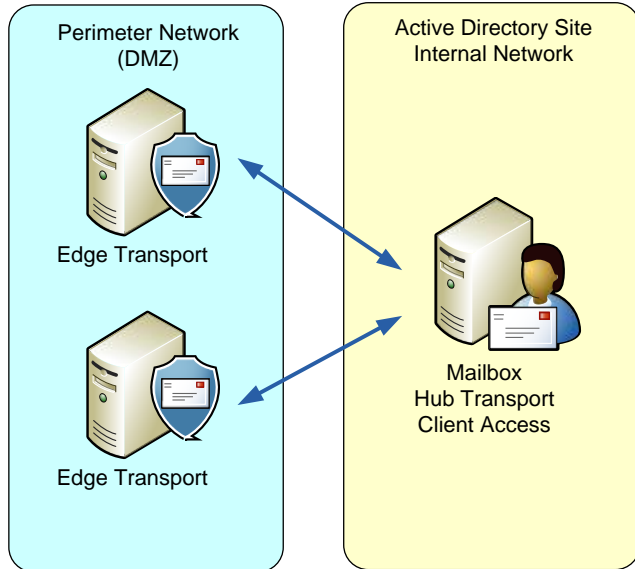 Perimeter Network
(DMZ)
Edge Transport
Edge Transport
Active Directory Site
Internal Network
Mailbox
Hub Transport
Client Access